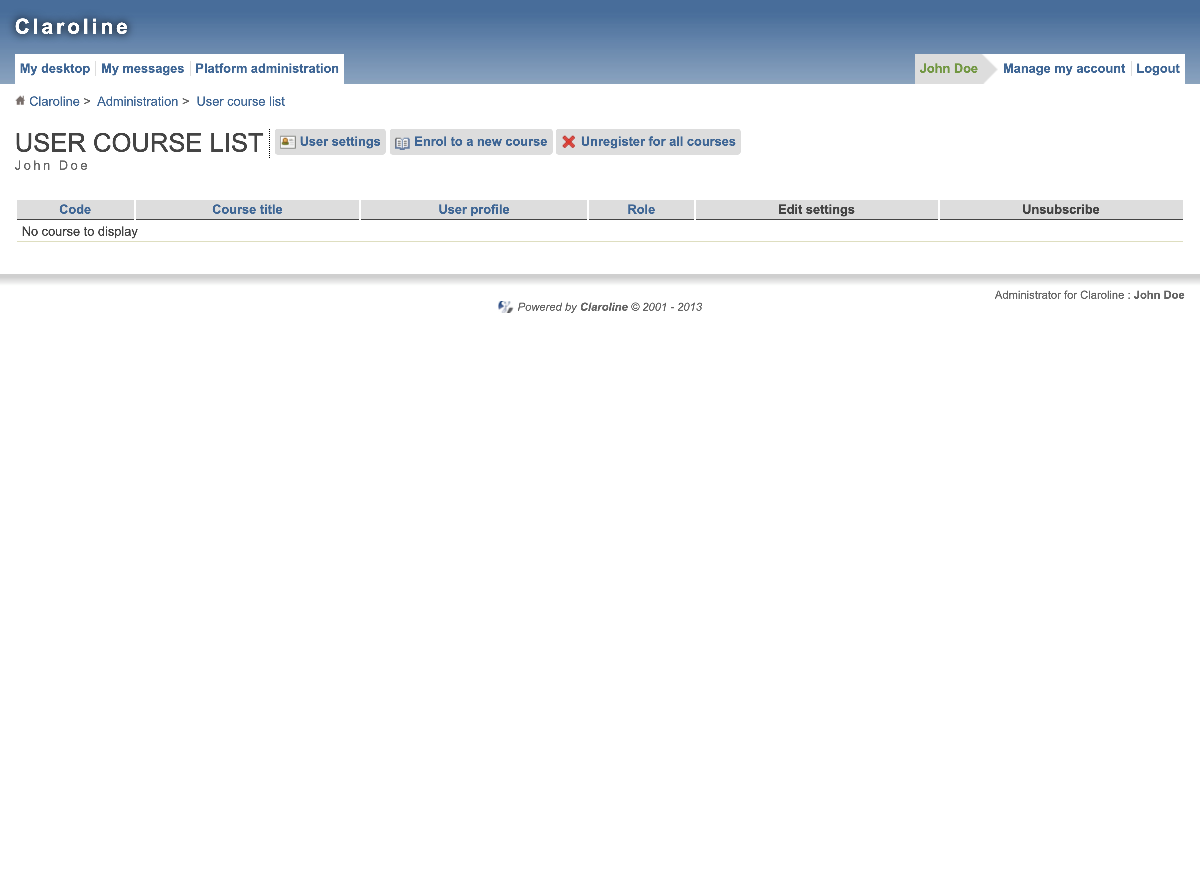 Claroline
My desktop My messages Platform administration John Doe Manage my account Logout
Claroline > Administration > User course list
USER COURSE LIST User settings Enrol to a new course Unregister for all courses
John Doe
Code Course title User profile Role Edit settings Unsubscribe
No course to display
Administrator for Claroline : John Doe
Powered by Claroline © 2001 - 2013